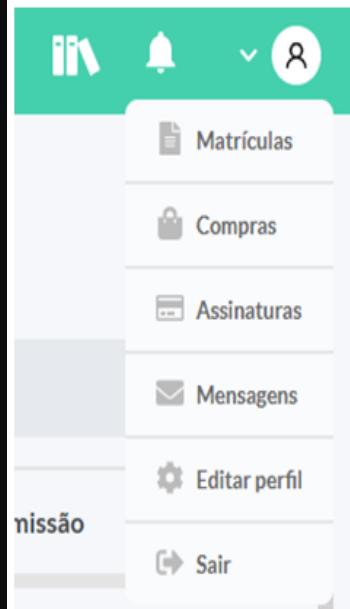 Matrículas
Compras
Assinaturas
Mensagens
Editar perfil
missão
Sair